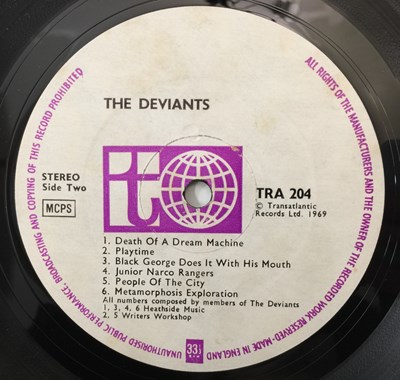 THE DEVIANTS
STEREO
Side Two
MCPS
it
TRA 204
© Transatlantic
Records Ltd. 1969
1. Death Of A Dream Machine
2. Playtime
3. Black George Does It With His Mouth
4. Junior Narco Rangers
5. People Of The City
6. Metamorphosis Exploration
All numbers composed by members of The Deviants
1, 3, 4, 6 Heathside Music
2, 5 Writers Workshop
ALL RIGHTS OF THE MANUFACTURERS AND THE OWNER OF THE RECORDED WORK RESERVED-MADE IN ENGLAND
33⅓
UNAUTHORISED PUBLIC PERFORMANCE, BROADCASTING AND COPYING OF THIS RECORD PROHIBITED